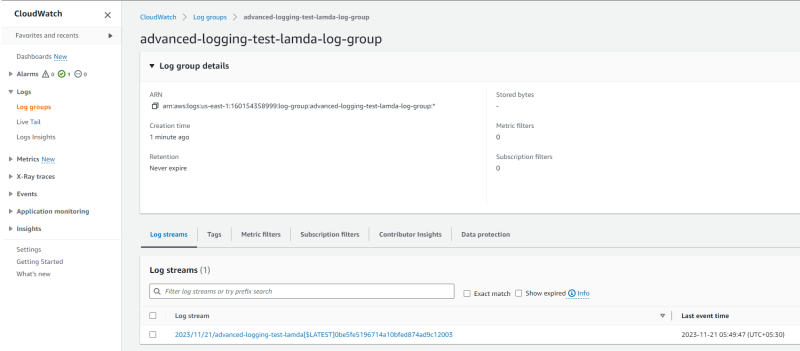 CloudWatch
Favorites and recents
Dashboards New
Alarms 0 1 0
Logs
Log groups
Live Tail
Logs Insights
Metrics New
X-Ray traces
Events
Application monitoring
Insights
Settings
Getting Started
What's new
CloudWatch Log groups advanced-logging-test-lamda-log-group
advanced-logging-test-lamda-log-group
Log group details
ARN
arn:aws:logs:us-east-1:160154358999:log-group:advanced-logging-test-lamda-log-group:*
Creation time
1 minute ago
Retention
Never expire
Stored bytes
-
Metric filters
0
Subscription filters
0
Log streams Tags Metric filters Subscription filters Contributor Insights Data protection
Log streams (1)
Filter log streams or try prefix search Exact match Show expired Info
Log stream Last event time
2023/11/21/advanced-logging-test-lamda[$LATEST]0be5fe5196714a10bfed874ad9c12003 2023-11-21 05:49:47 (UTC+05:30)